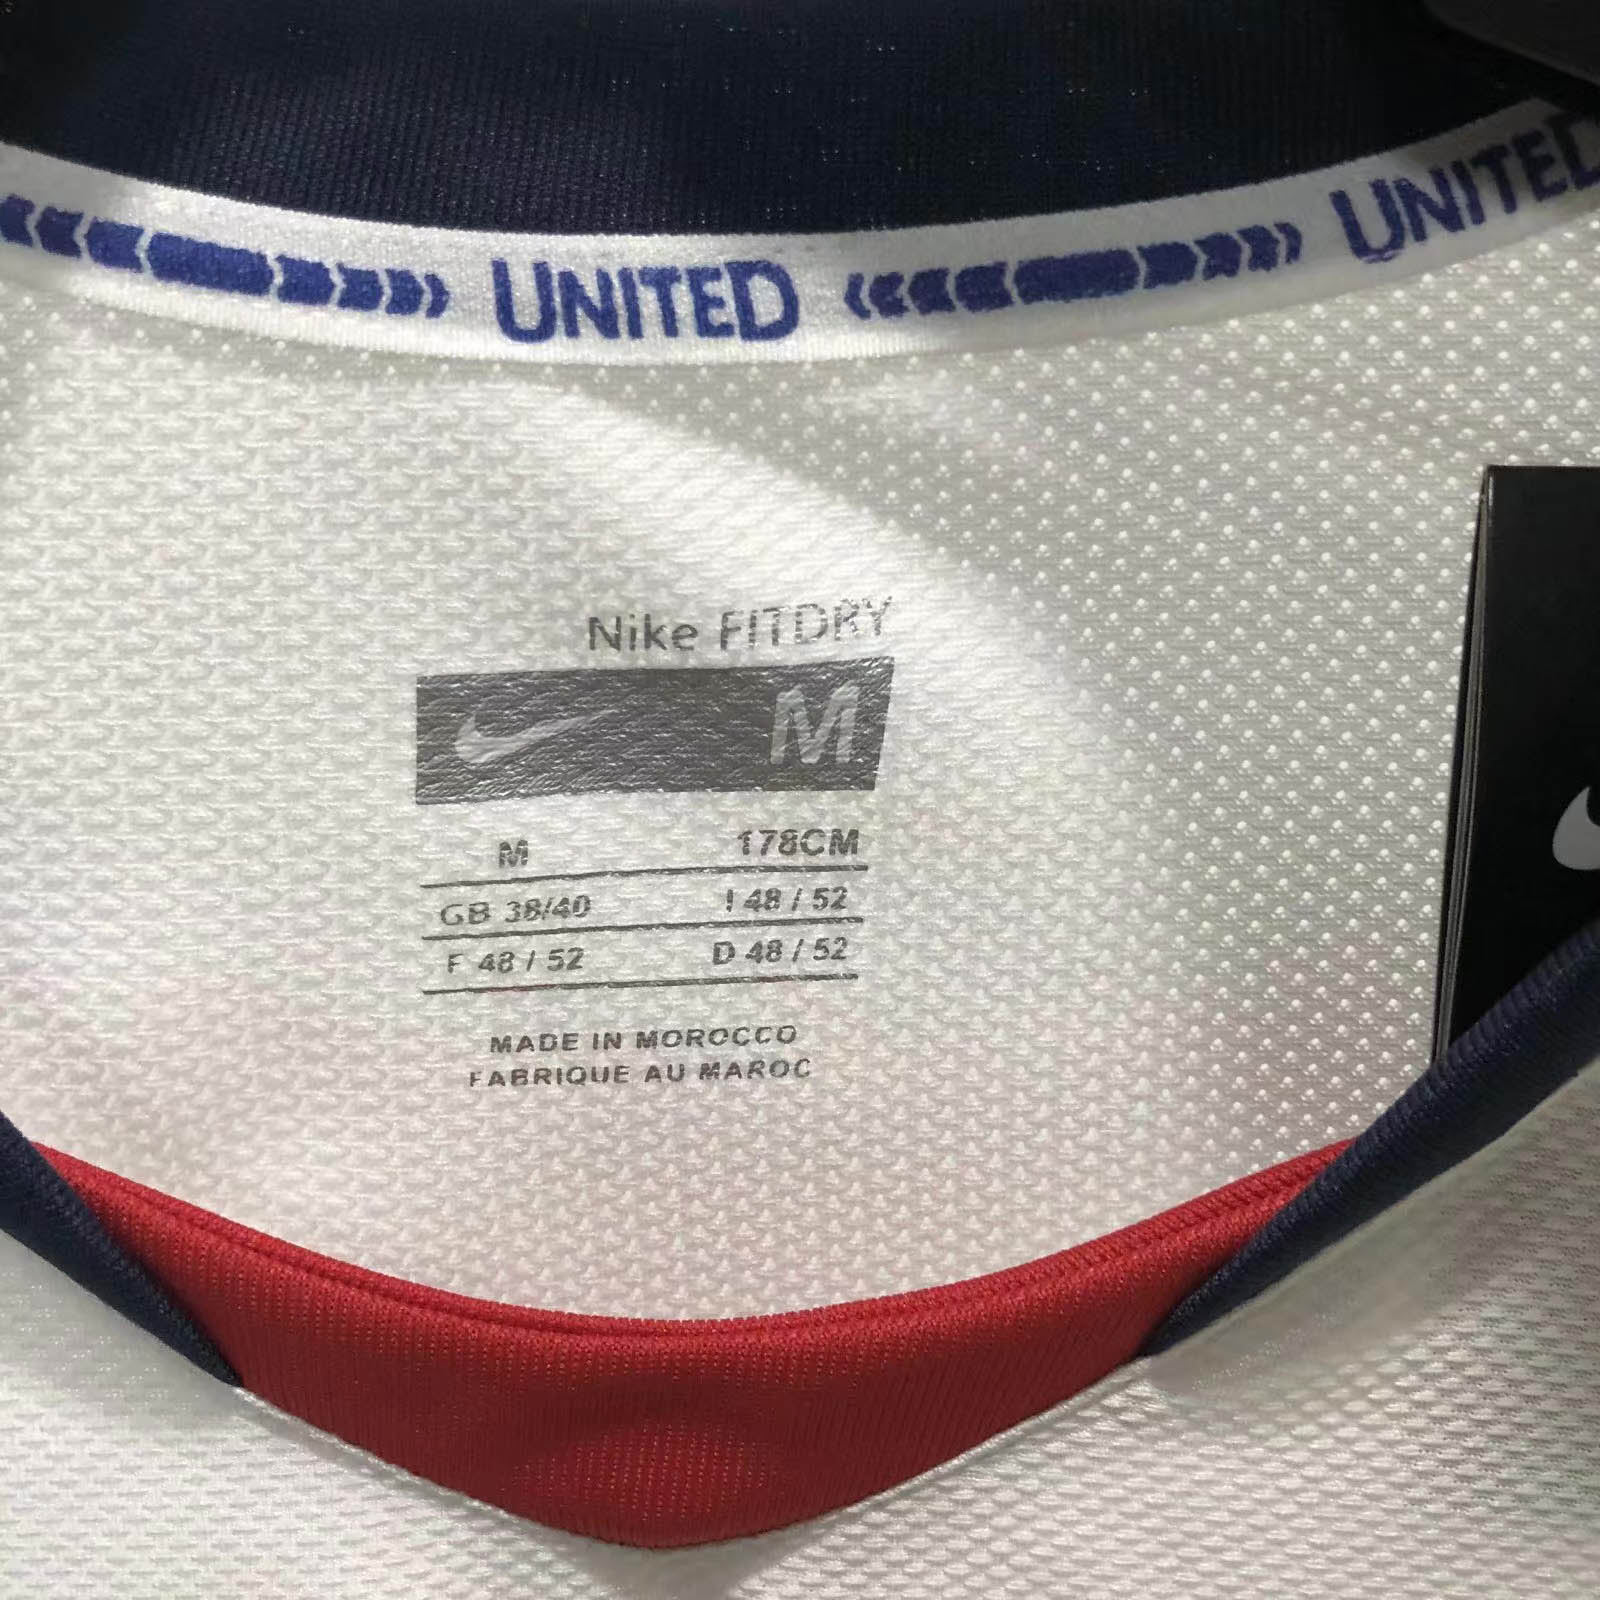 UNITED UNITED
Nike FITDRY
M
M 178CM
GB 38/40 I 48 / 52
F 48 / 52 D 48 / 52
MADE IN MOROCCO
FABRIQUE AU MAROC